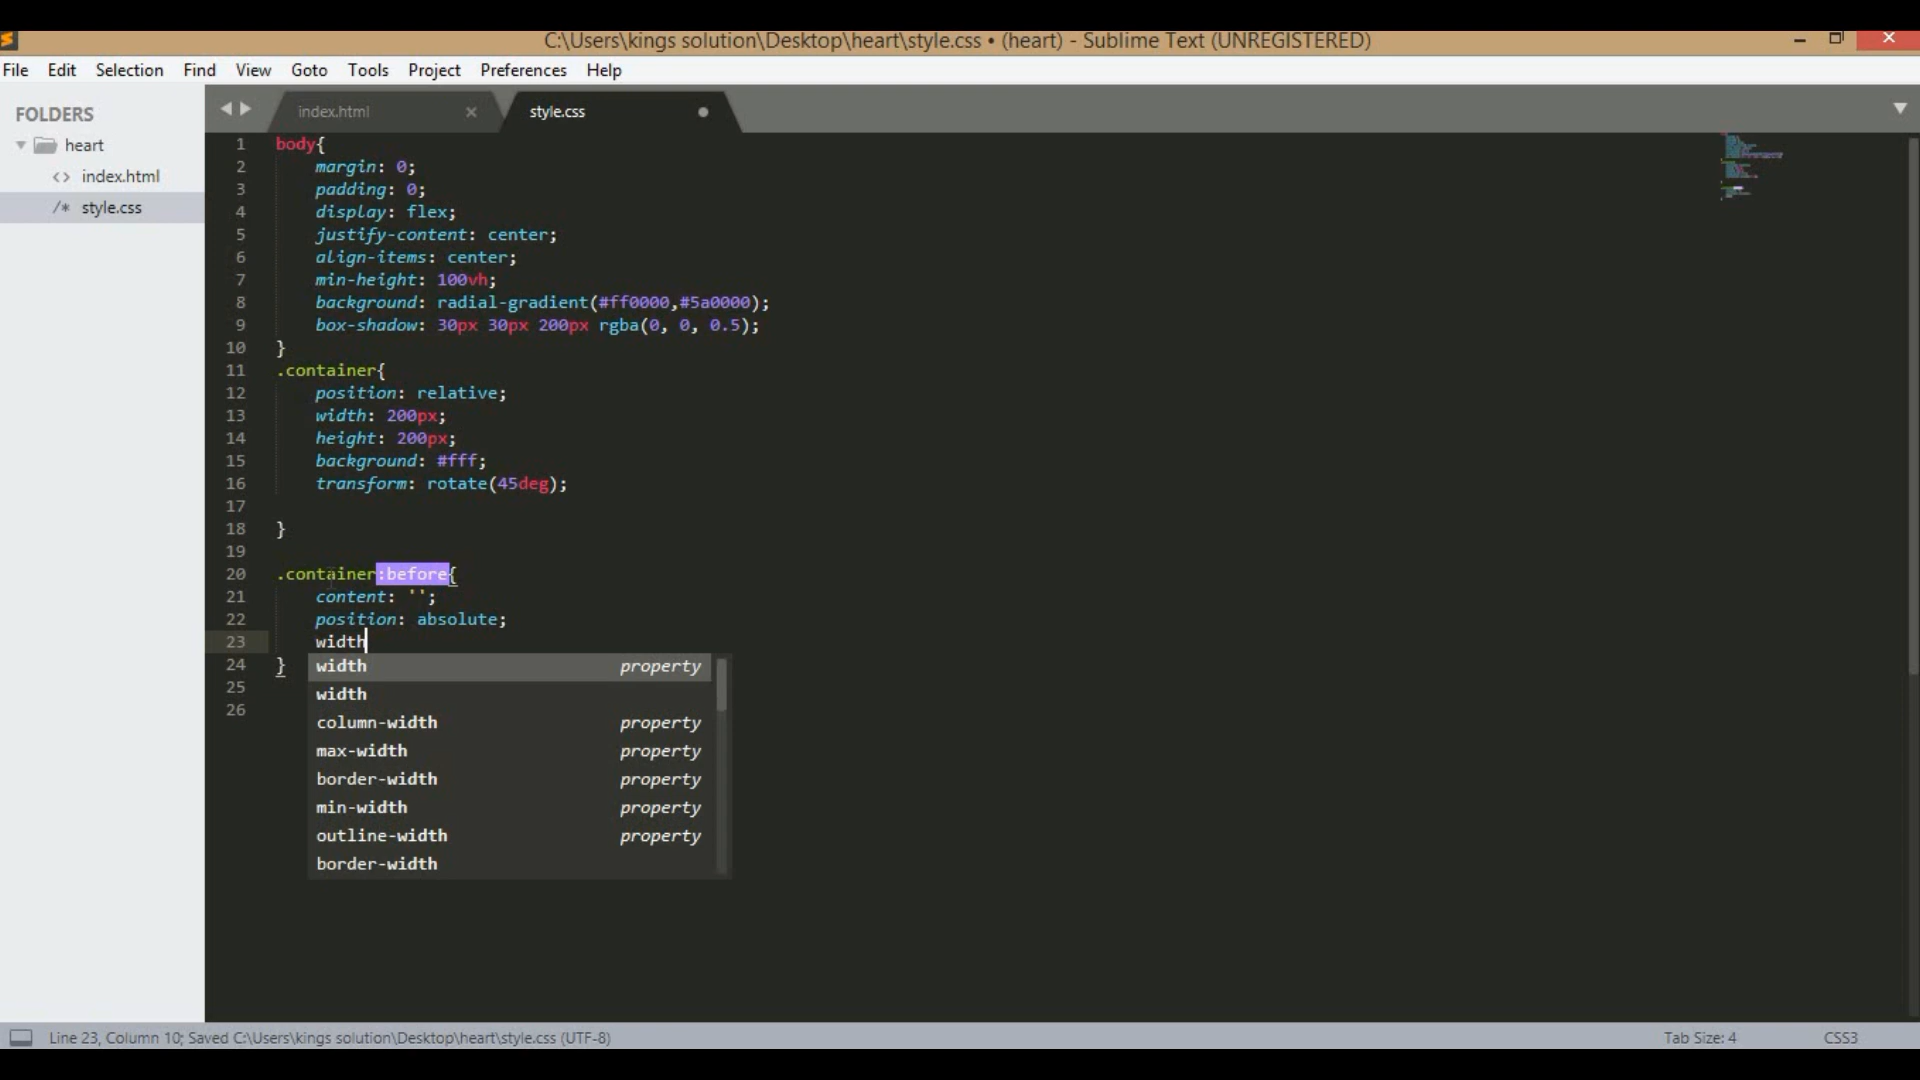 C:\Users\kings solution\Desktop\heart\style.css • (heart) - Sublime Text (UNREGISTERED)
File Edit Selection Find View Goto Tools Project Preferences Help
FOLDERS
heart
<> index.html
/* style.css
index.html style.css
1 body{
2 margin: 0;
3 padding: 0;
4 display: flex;
5 justify-content: center;
6 align-items: center;
7 min-height: 100vh;
8 background: radial-gradient(#ff0000,#5a0000);
9 box-shadow: 30px 30px 200px rgba(0, 0, 0.5);
10 }
11 .container{
12 position: relative;
13 width: 200px;
14 height: 200px;
15 background: #fff;
16 transform: rotate(45deg);
17
18 }
19
20 .container:before{
21 content: '';
22 position: absolute;
23 width
24 }
25
26
width property
width
column-width property
max-width property
border-width property
min-width property
outline-width property
border-width
Line 23, Column 10; Saved C:\Users\kings solution\Desktop\heart\style.css (UTF-8) Tab Size: 4 CSS3